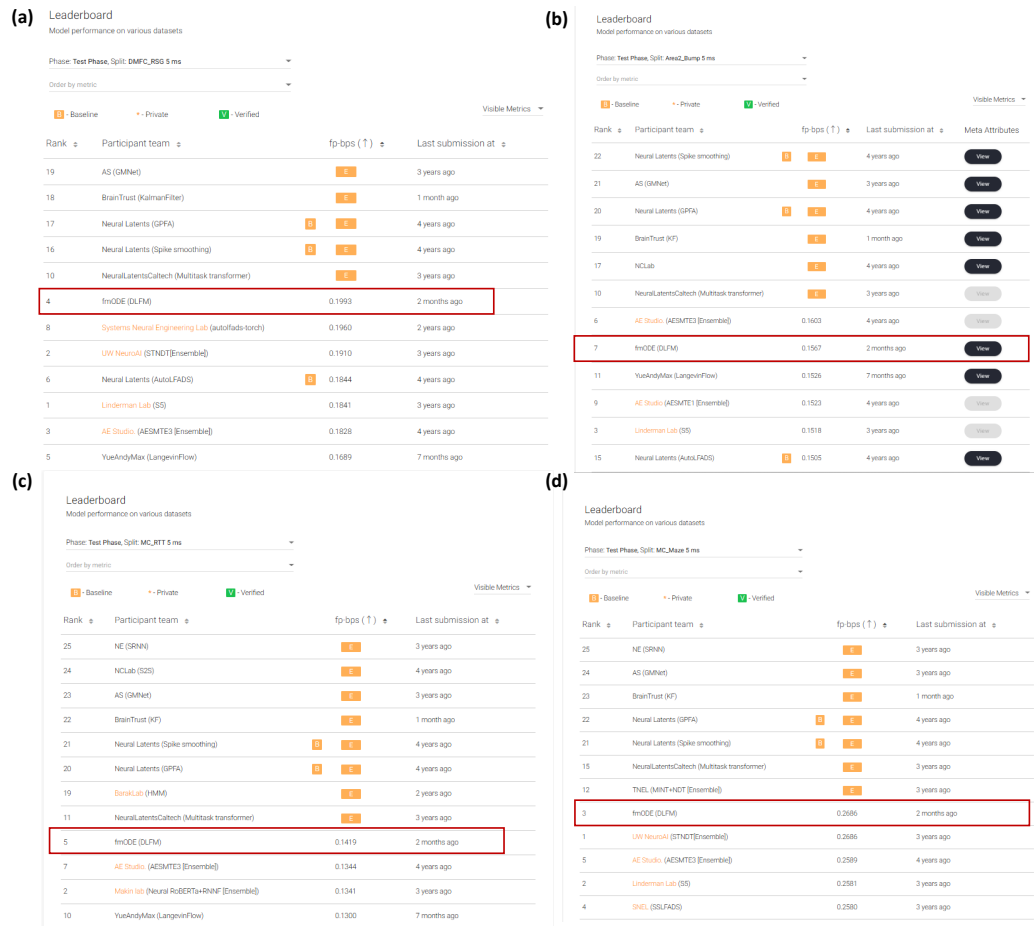 (a)
Leaderboard
Model performance on various datasets
Phase: Test Phase, Split: DMFC_RSG 5 ms
Order by metric
B - Baseline * - Private V - Verified
Visible Metrics
Rank Participant team fp-bps (↑) Last submission at
19 AS (GMNet) E 3 years ago
18 BrainTrust (KalmanFilter) E 1 month ago
17 Neural Latents (GPFA) B E 4 years ago
16 Neural Latents (Spike smoothing) B E 4 years ago
10 NeuralLatentsCaltech (Multitask transformer) E 3 years ago
4 fmODE (DLFM) 0.1993 2 months ago
8 Systems Neural Engineering Lab (autolfads-torch) 0.1960 2 years ago
2 UW NeuroAI (STNDT[Ensemble]) 0.1910 3 years ago
6 Neural Latents (AutoLFADS) B 0.1844 4 years ago
1 Linderman Lab (S5) 0.1841 3 years ago
3 AE Studio. (AESMTE3 [Ensemble]) 0.1828 4 years ago
5 YueAndyMax (LangevinFlow) 0.1689 7 months ago
(b)
Leaderboard
Model performance on various datasets
Phase: Test Phase, Split: Area2_Bump 5 ms
Order by metric
B - Baseline * - Private V - Verified
Visible Metrics
Rank Participant team fp-bps (↑) Last submission at Meta Attributes
22 Neural Latents (Spike smoothing) B E 4 years ago View
21 AS (GMNet) E 3 years ago View
20 Neural Latents (GPFA) B E 4 years ago View
19 BrainTrust (KF) E 1 month ago View
17 NCLab E 4 years ago View
10 NeuralLatentsCaltech (Multitask transformer) E 3 years ago View
6 AE Studio. (AESMTE3 [Ensemble]) 0.1603 4 years ago View
7 fmODE (DLFM) 0.1567 2 months ago View
11 YueAndyMax (LangevinFlow) 0.1526 7 months ago View
9 AE Studio (AESMTE1 [Ensemble]) 0.1523 4 years ago View
3 Linderman Lab (S5) 0.1518 3 years ago View
15 Neural Latents (AutoLFADS) B 0.1505 4 years ago View
(c)
Leaderboard
Model performance on various datasets
Phase: Test Phase, Split: MC_RTT 5 ms
Order by metric
B - Baseline * - Private V - Verified
Visible Metrics
Rank Participant team fp-bps (↑) Last submission at
25 NE (SRNN) E 3 years ago
24 NCLab (S2S) E 3 years ago
23 AS (GMNet) E 3 years ago
22 BrainTrust (KF) E 1 month ago
21 Neural Latents (Spike smoothing) B E 4 years ago
20 Neural Latents (GPFA) B E 4 years ago
19 BarakLab (HMM) E 2 years ago
11 NeuralLatentsCaltech (Multitask transformer) E 3 years ago
5 fmODE (DLFM) 0.1419 2 months ago
7 AE Studio. (AESMTE3 [Ensemble]) 0.1344 4 years ago
2 Makin lab (Neural RoBERTa+RNNF [Ensemble]) 0.1341 3 years ago
10 YueAndyMax (LangevinFlow) 0.1300 7 months ago
(d)
Leaderboard
Model performance on various datasets
Phase: Test Phase, Split: MC_Maze 5 ms
Order by metric
B - Baseline * - Private V - Verified
Visible Metrics
Rank Participant team fp-bps (↑) Last submission at
25 NE (SRNN) E 3 years ago
24 AS (GMNet) E 3 years ago
23 BrainTrust (KF) E 1 month ago
22 Neural Latents (GPFA) B E 4 years ago
21 Neural Latents (Spike smoothing) B E 4 years ago
15 NeuralLatentsCaltech (Multitask transformer) E 3 years ago
12 TNEL (MINT+NDT [Ensemble]) E 3 years ago
3 fmODE (DLFM) 0.2686 2 months ago
1 UW NeuroAI (STNDT[Ensemble]) 0.2686 3 years ago
5 AE Studio. (AESMTE3 [Ensemble]) 0.2589 4 years ago
2 Linderman Lab (S5) 0.2581 3 years ago
4 SNEL (SSLFADS) 0.2580 3 years ago